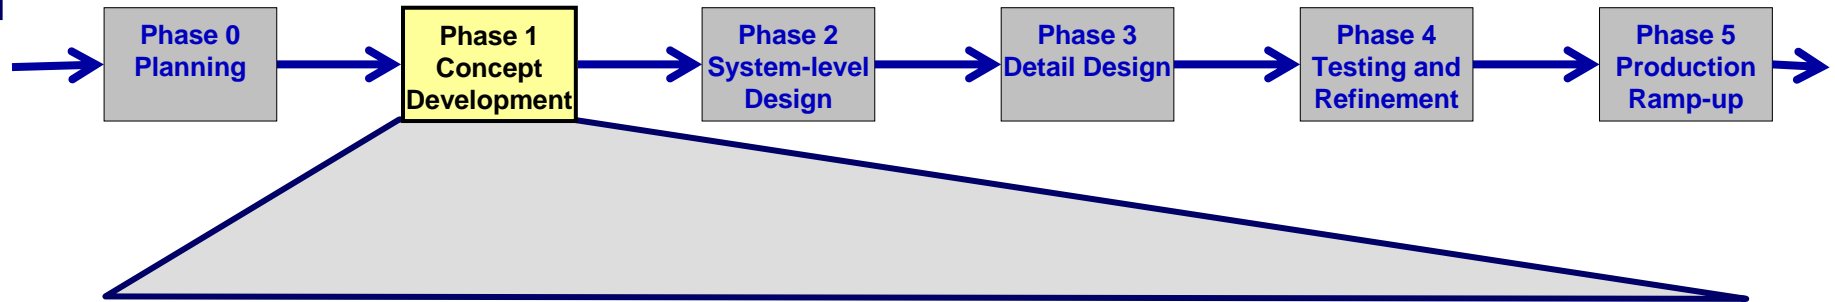 Phase 0
Planning
Phase 1
Concept
Development
Phase 2
System-level
Design
Phase 3
Detail Design
Phase 4
Testing and
Refinement
Phase 5
Production
Ramp-up